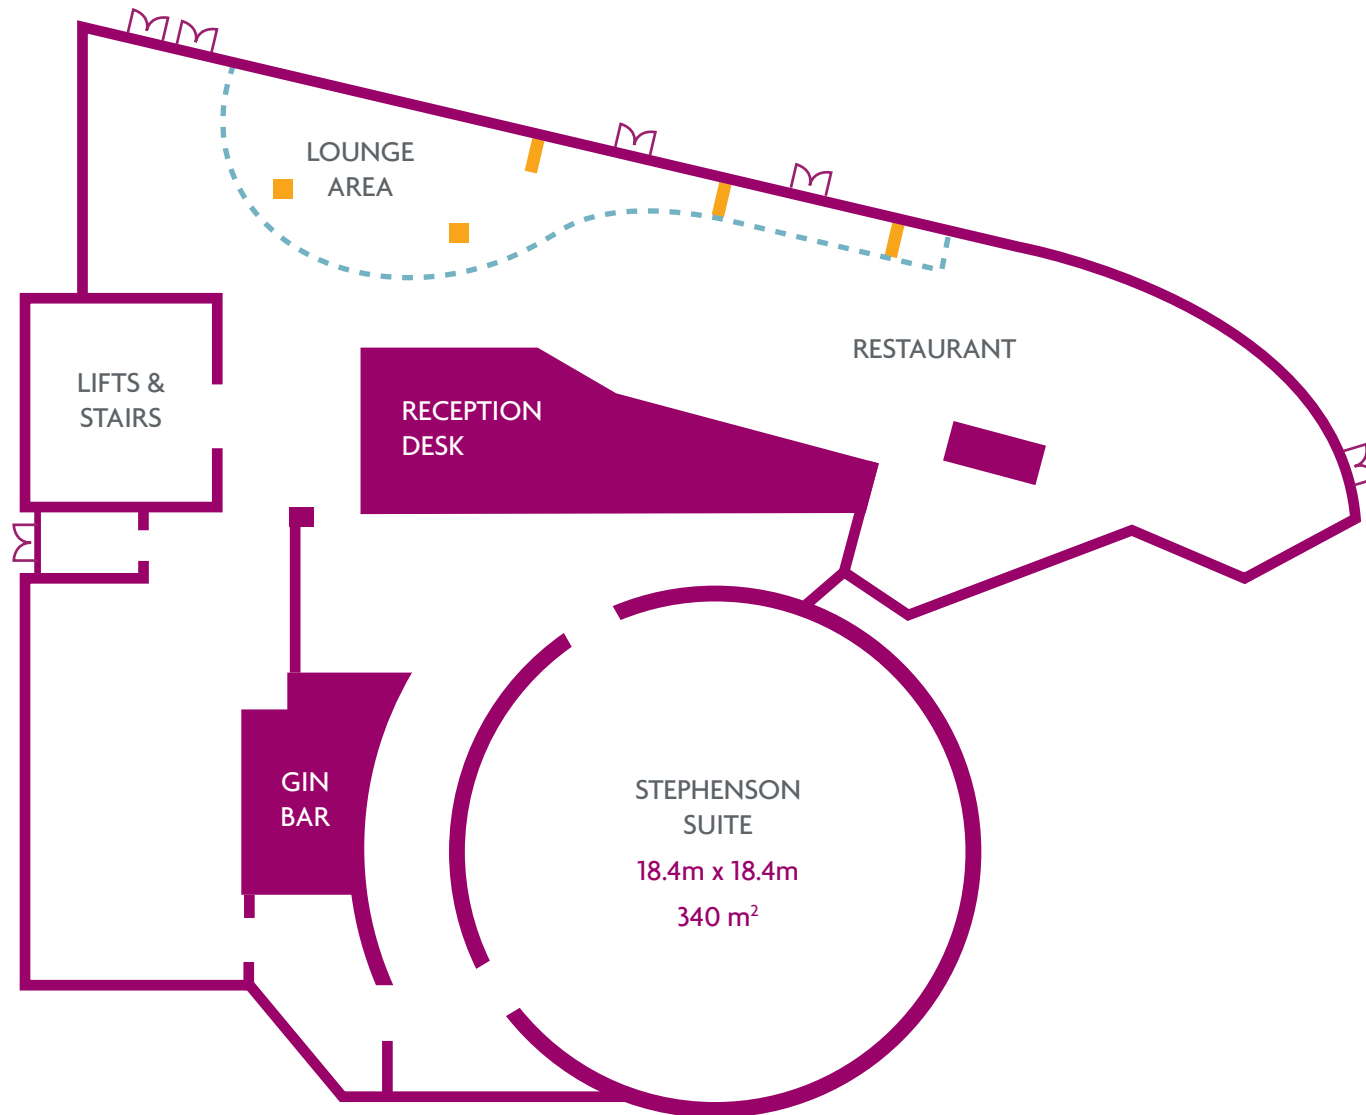 LOUNGE
AREA
RESTAURANT
LIFTS &
STAIRS
RECEPTION
DESK
GIN
BAR
STEPHENSON
SUITE
18.4m x 18.4m
340 m²